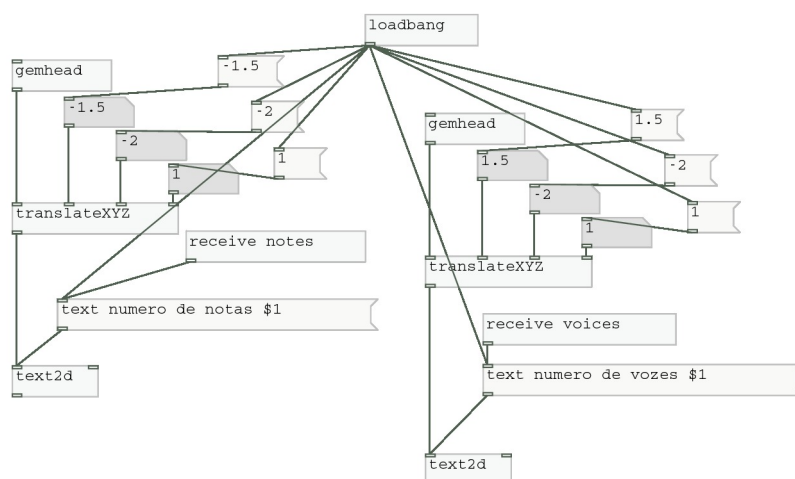 loadbang
gemhead
-1.5
-1.5
-2
-2
1
1
translateXYZ
receive notes
text numero de notas $1
text2d
gemhead
1.5
1.5
-2
-2
1
1
translateXYZ
receive voices
text numero de vozes $1
text2d